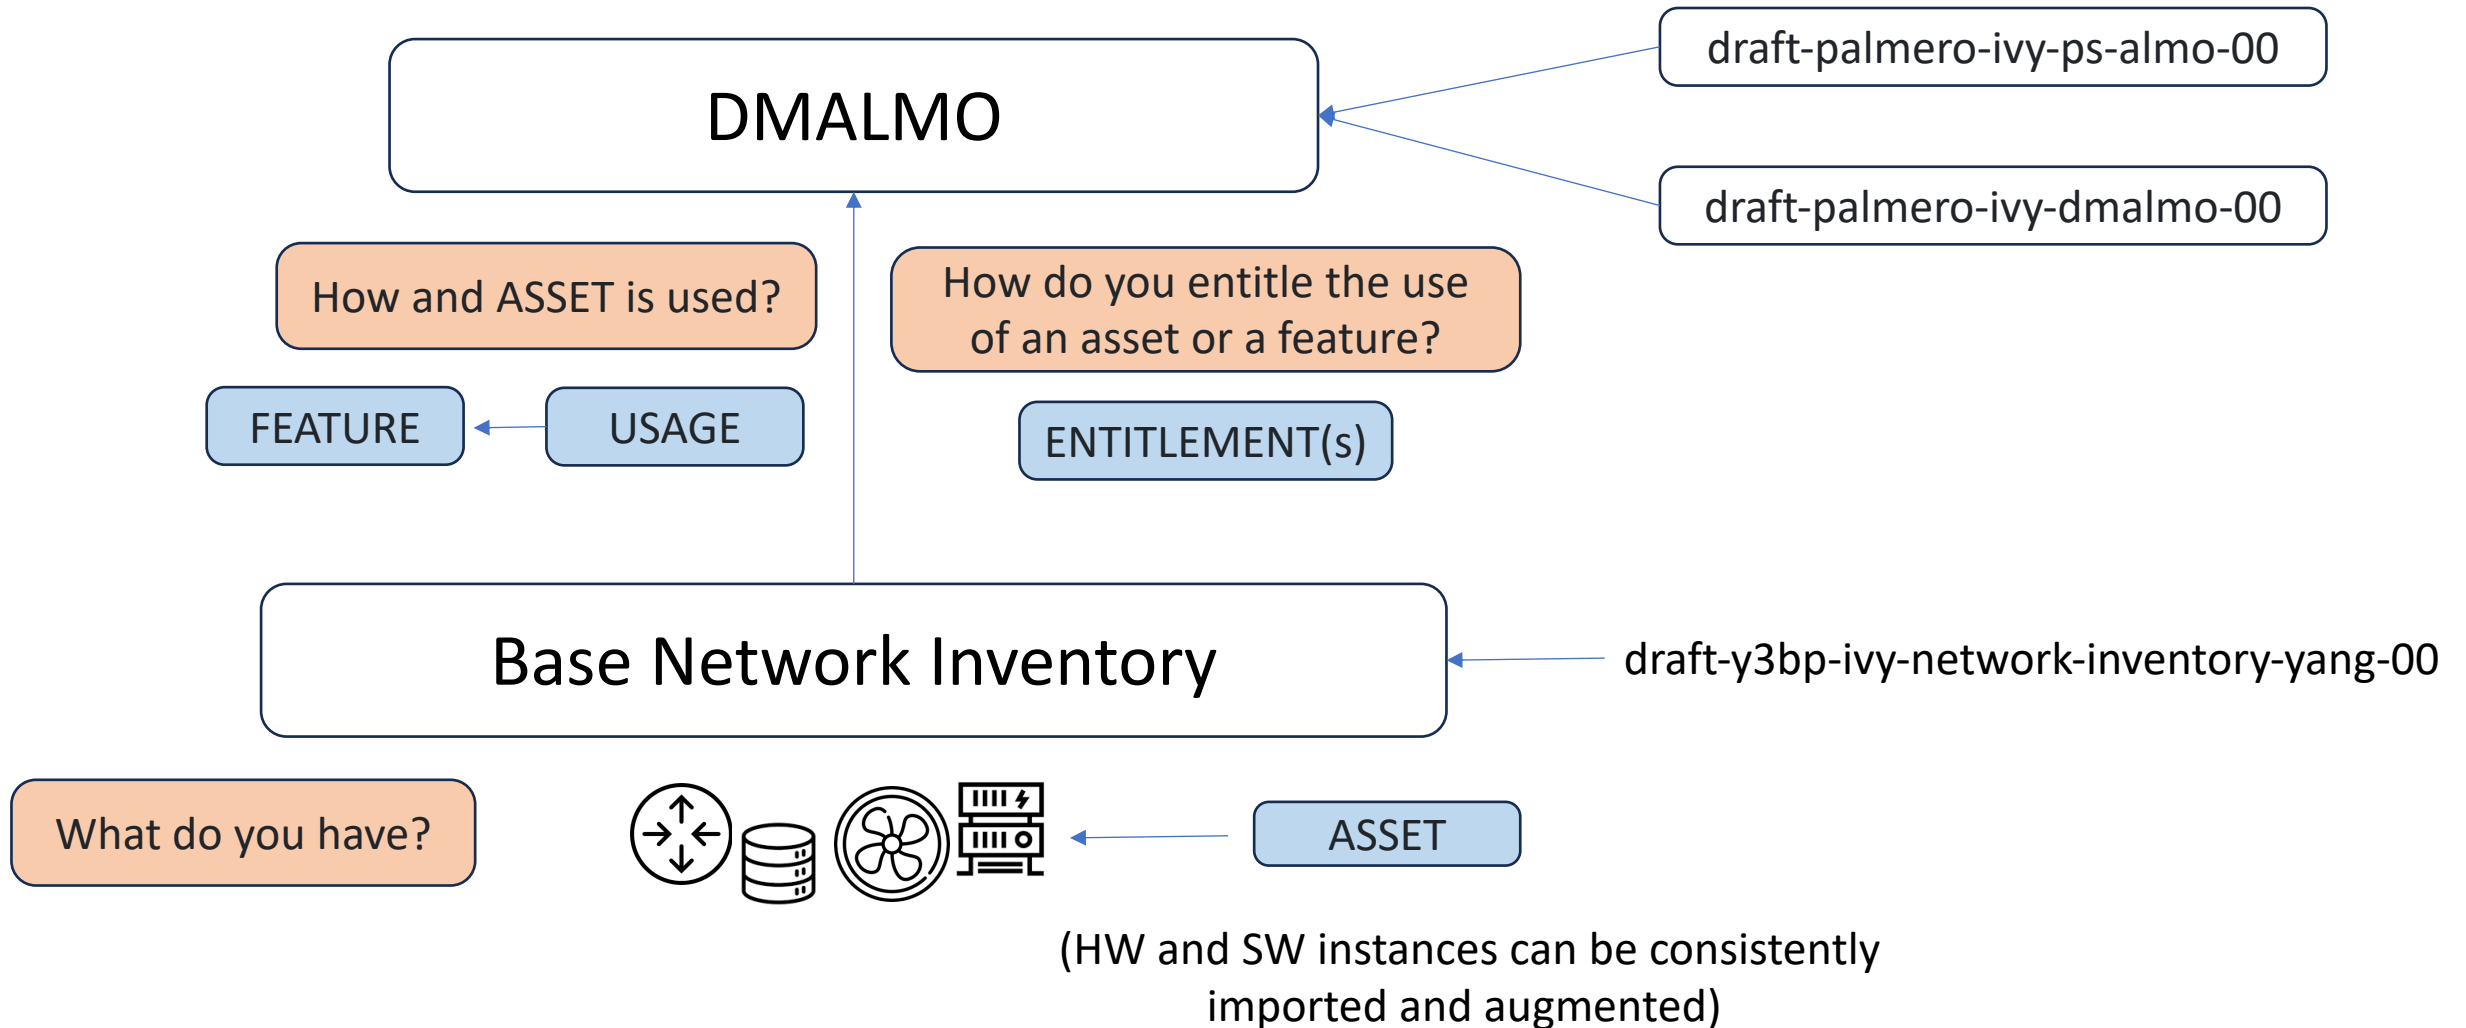 DMALMO
draft-palmero-ivy-ps-almo-00
draft-palmero-ivy-dmalmo-00
How and ASSET is used?
How do you entitle the use
of an asset or a feature?
FEATURE
USAGE
ENTITLEMENT(s)
Base Network Inventory
draft-y3bp-ivy-network-inventory-yang-00
What do you have?
ASSET
(HW and SW instances can be consistently
imported and augmented)